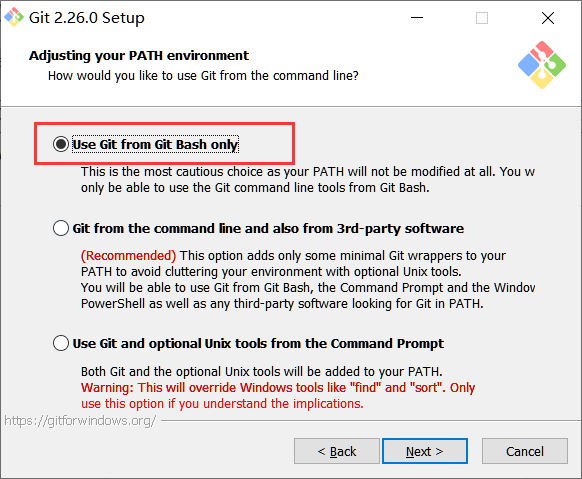 Git 2.26.0 Setup
Adjusting your PATH environment
How would you like to use Git from the command line?
Use Git from Git Bash only
This is the most cautious choice as your PATH will not be modified at all. You w
only be able to use the Git command line tools from Git Bash.
Git from the command line and also from 3rd-party software
(Recommended) This option adds only some minimal Git wrappers to your
PATH to avoid cluttering your environment with optional Unix tools.
You will be able to use Git from Git Bash, the Command Prompt and the Window
PowerShell as well as any third-party software looking for Git in PATH.
Use Git and optional Unix tools from the Command Prompt
Both Git and the optional Unix tools will be added to your PATH.
Warning: This will override Windows tools like "find" and "sort". Only
use this option if you understand the implications.
https://gitforwindows.org/
< Back
Next >
Cancel